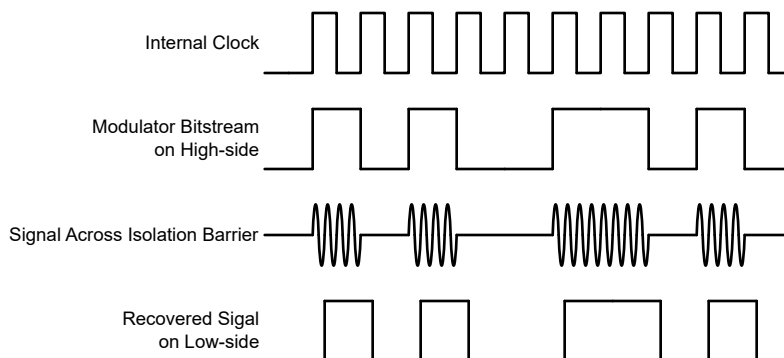 Internal Clock
Modulator Bitstream
on High-side
Signal Across Isolation Barrier
Recovered Sigal
on Low-side